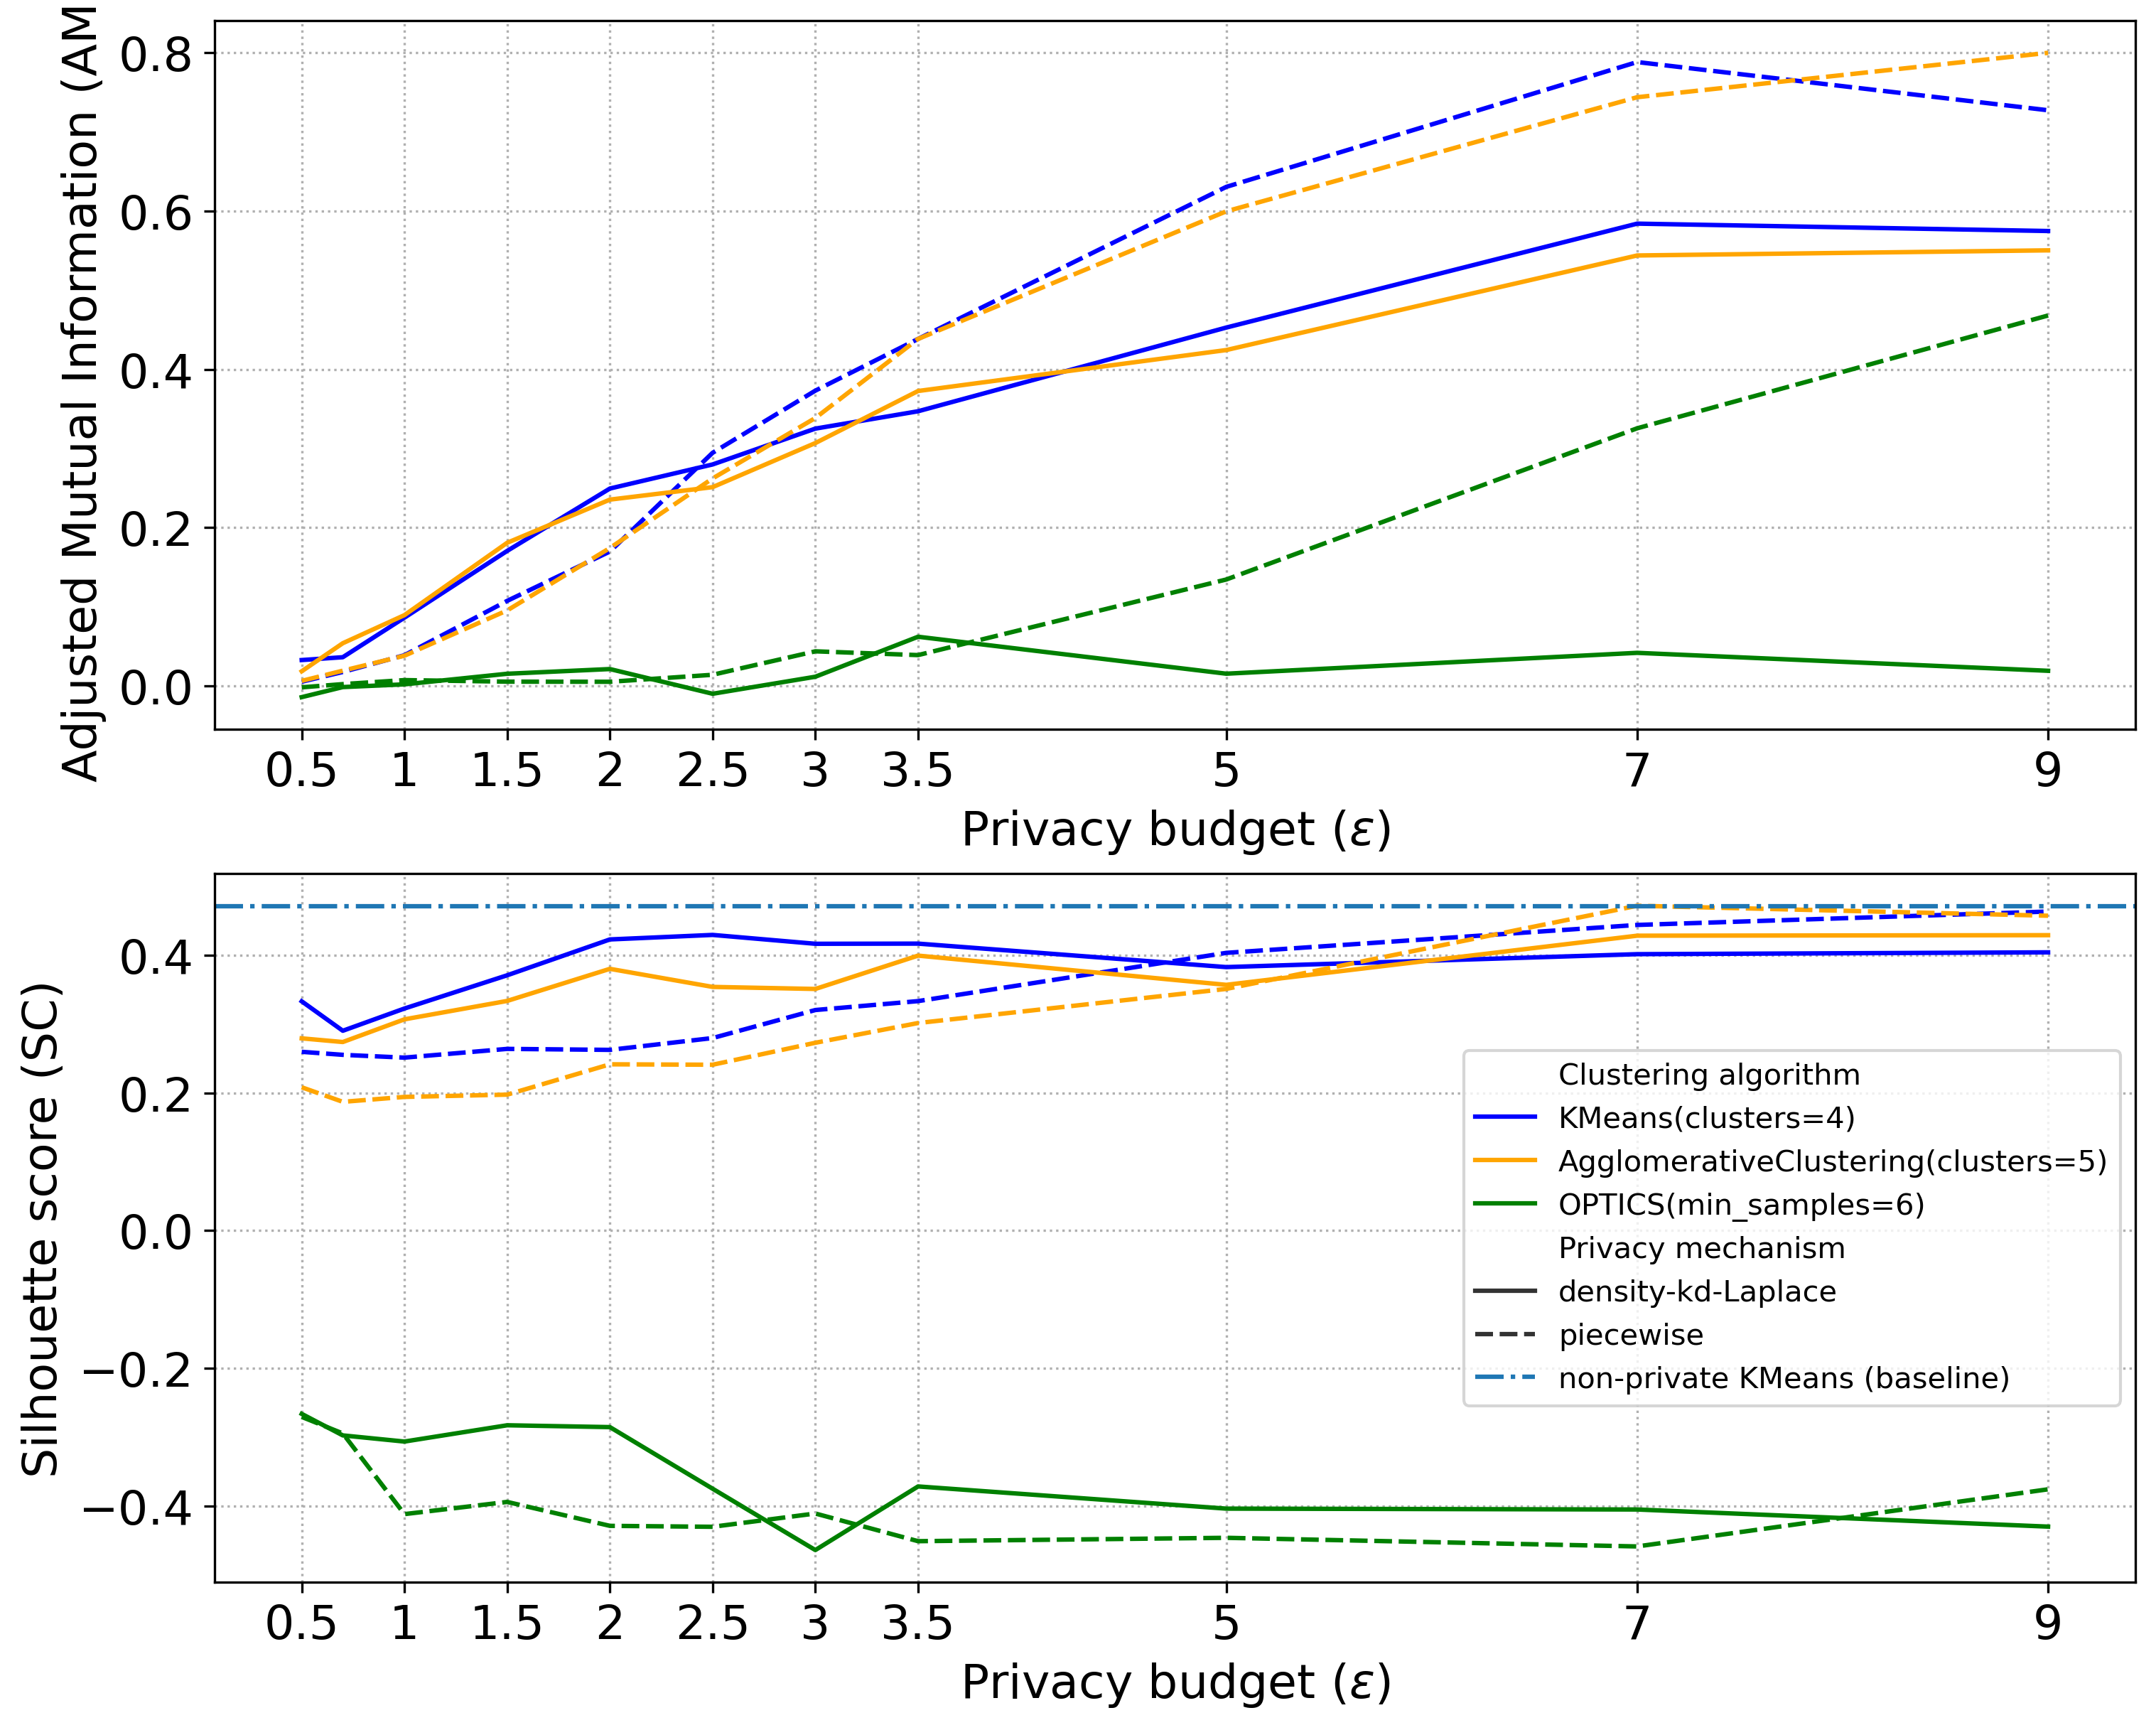 Adjusted Mutual Information (AM
0.8
0.6
0.4
0.2
0.0
0.5 1 1.5 2 2.5 3 3.5 5 7 9
Privacy budget (ε)
Silhouette score (SC)
0.4
0.2
0.0
−0.2
−0.4
Clustering algorithm
KMeans(clusters=4)
AgglomerativeClustering(clusters=5)
OPTICS(min_samples=6)
Privacy mechanism
density-kd-Laplace
piecewise
non-private KMeans (baseline)
0.5 1 1.5 2 2.5 3 3.5 5 7 9
Privacy budget (ε)